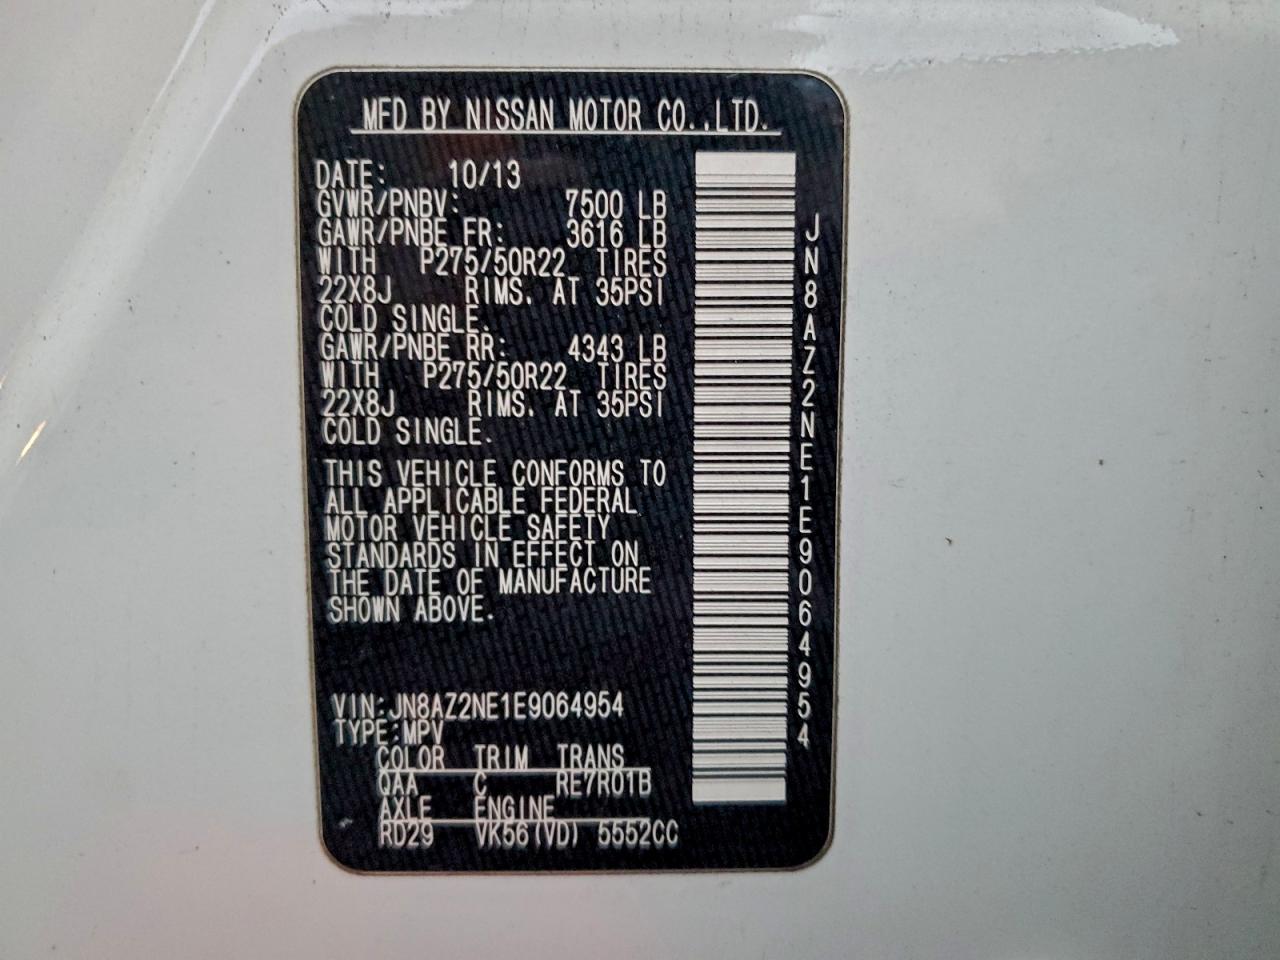 MFD BY NISSAN MOTOR CO.,LTD.
DATE: 10/13
GVWR/PNBV: 7500 LB
GAWR/PNBE FR: 3616 LB
WITH P275/50R22 TIRES
22X8J RIMS. AT 35PSI
COLD SINGLE.
GAWR/PNBE RR: 4343 LB
WITH P275/50R22 TIRES
22X8J RIMS. AT 35PSI
COLD SINGLE.
THIS VEHICLE CONFORMS TO
ALL APPLICABLE FEDERAL
MOTOR VEHICLE SAFETY
STANDARDS IN EFFECT ON
THE DATE OF MANUFACTURE
SHOWN ABOVE.
VIN:JN8AZ2NE1E9064954
TYPE:MPV
COLOR TRIM TRANS
QAA C RE7R01B
AXLE ENGINE
RD29 VK56(VD) 5552CC
JN8AZ2NE1E9064954